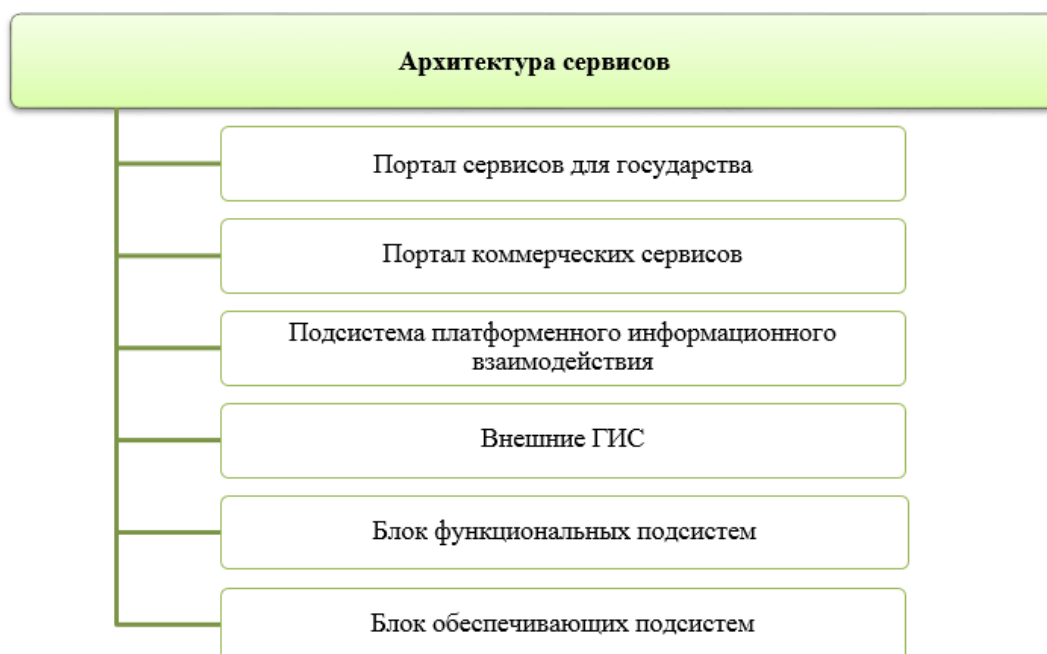 Архитектура сервисов
Портал сервисов для государства
Портал коммерческих сервисов
Подсистема платформенного информационного
взаимодействия
Внешние ГИС
Блок функциональных подсистем
Блок обеспечивающих подсистем